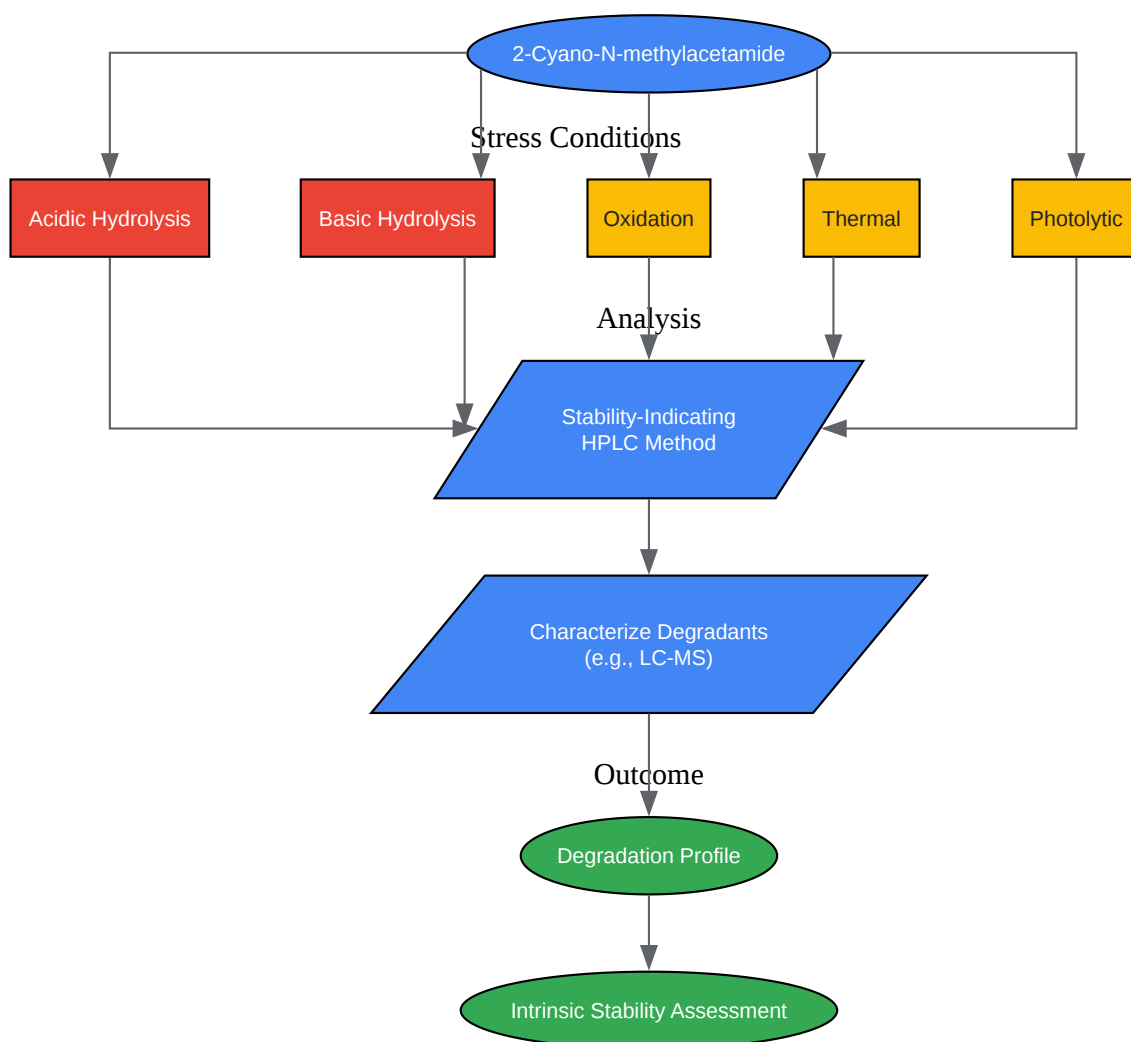 2-Cyano-N-methylacetamide
Stress Conditions
Acidic Hydrolysis
Basic Hydrolysis
Oxidation
Thermal
Photolytic
Analysis
Stability-Indicating
HPLC Method
Characterize Degradants
(e.g., LC-MS)
Outcome
Degradation Profile
Intrinsic Stability Assessment